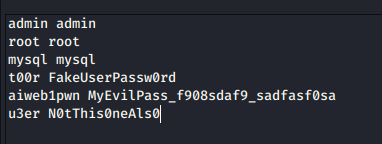 admin admin
root root
mysql mysql
t00r FakeUserPassw0rd
aiweb1pwn MyEvilPass_f908sdaf9_sadfasf0sa
u3er N0tThis0neAls0